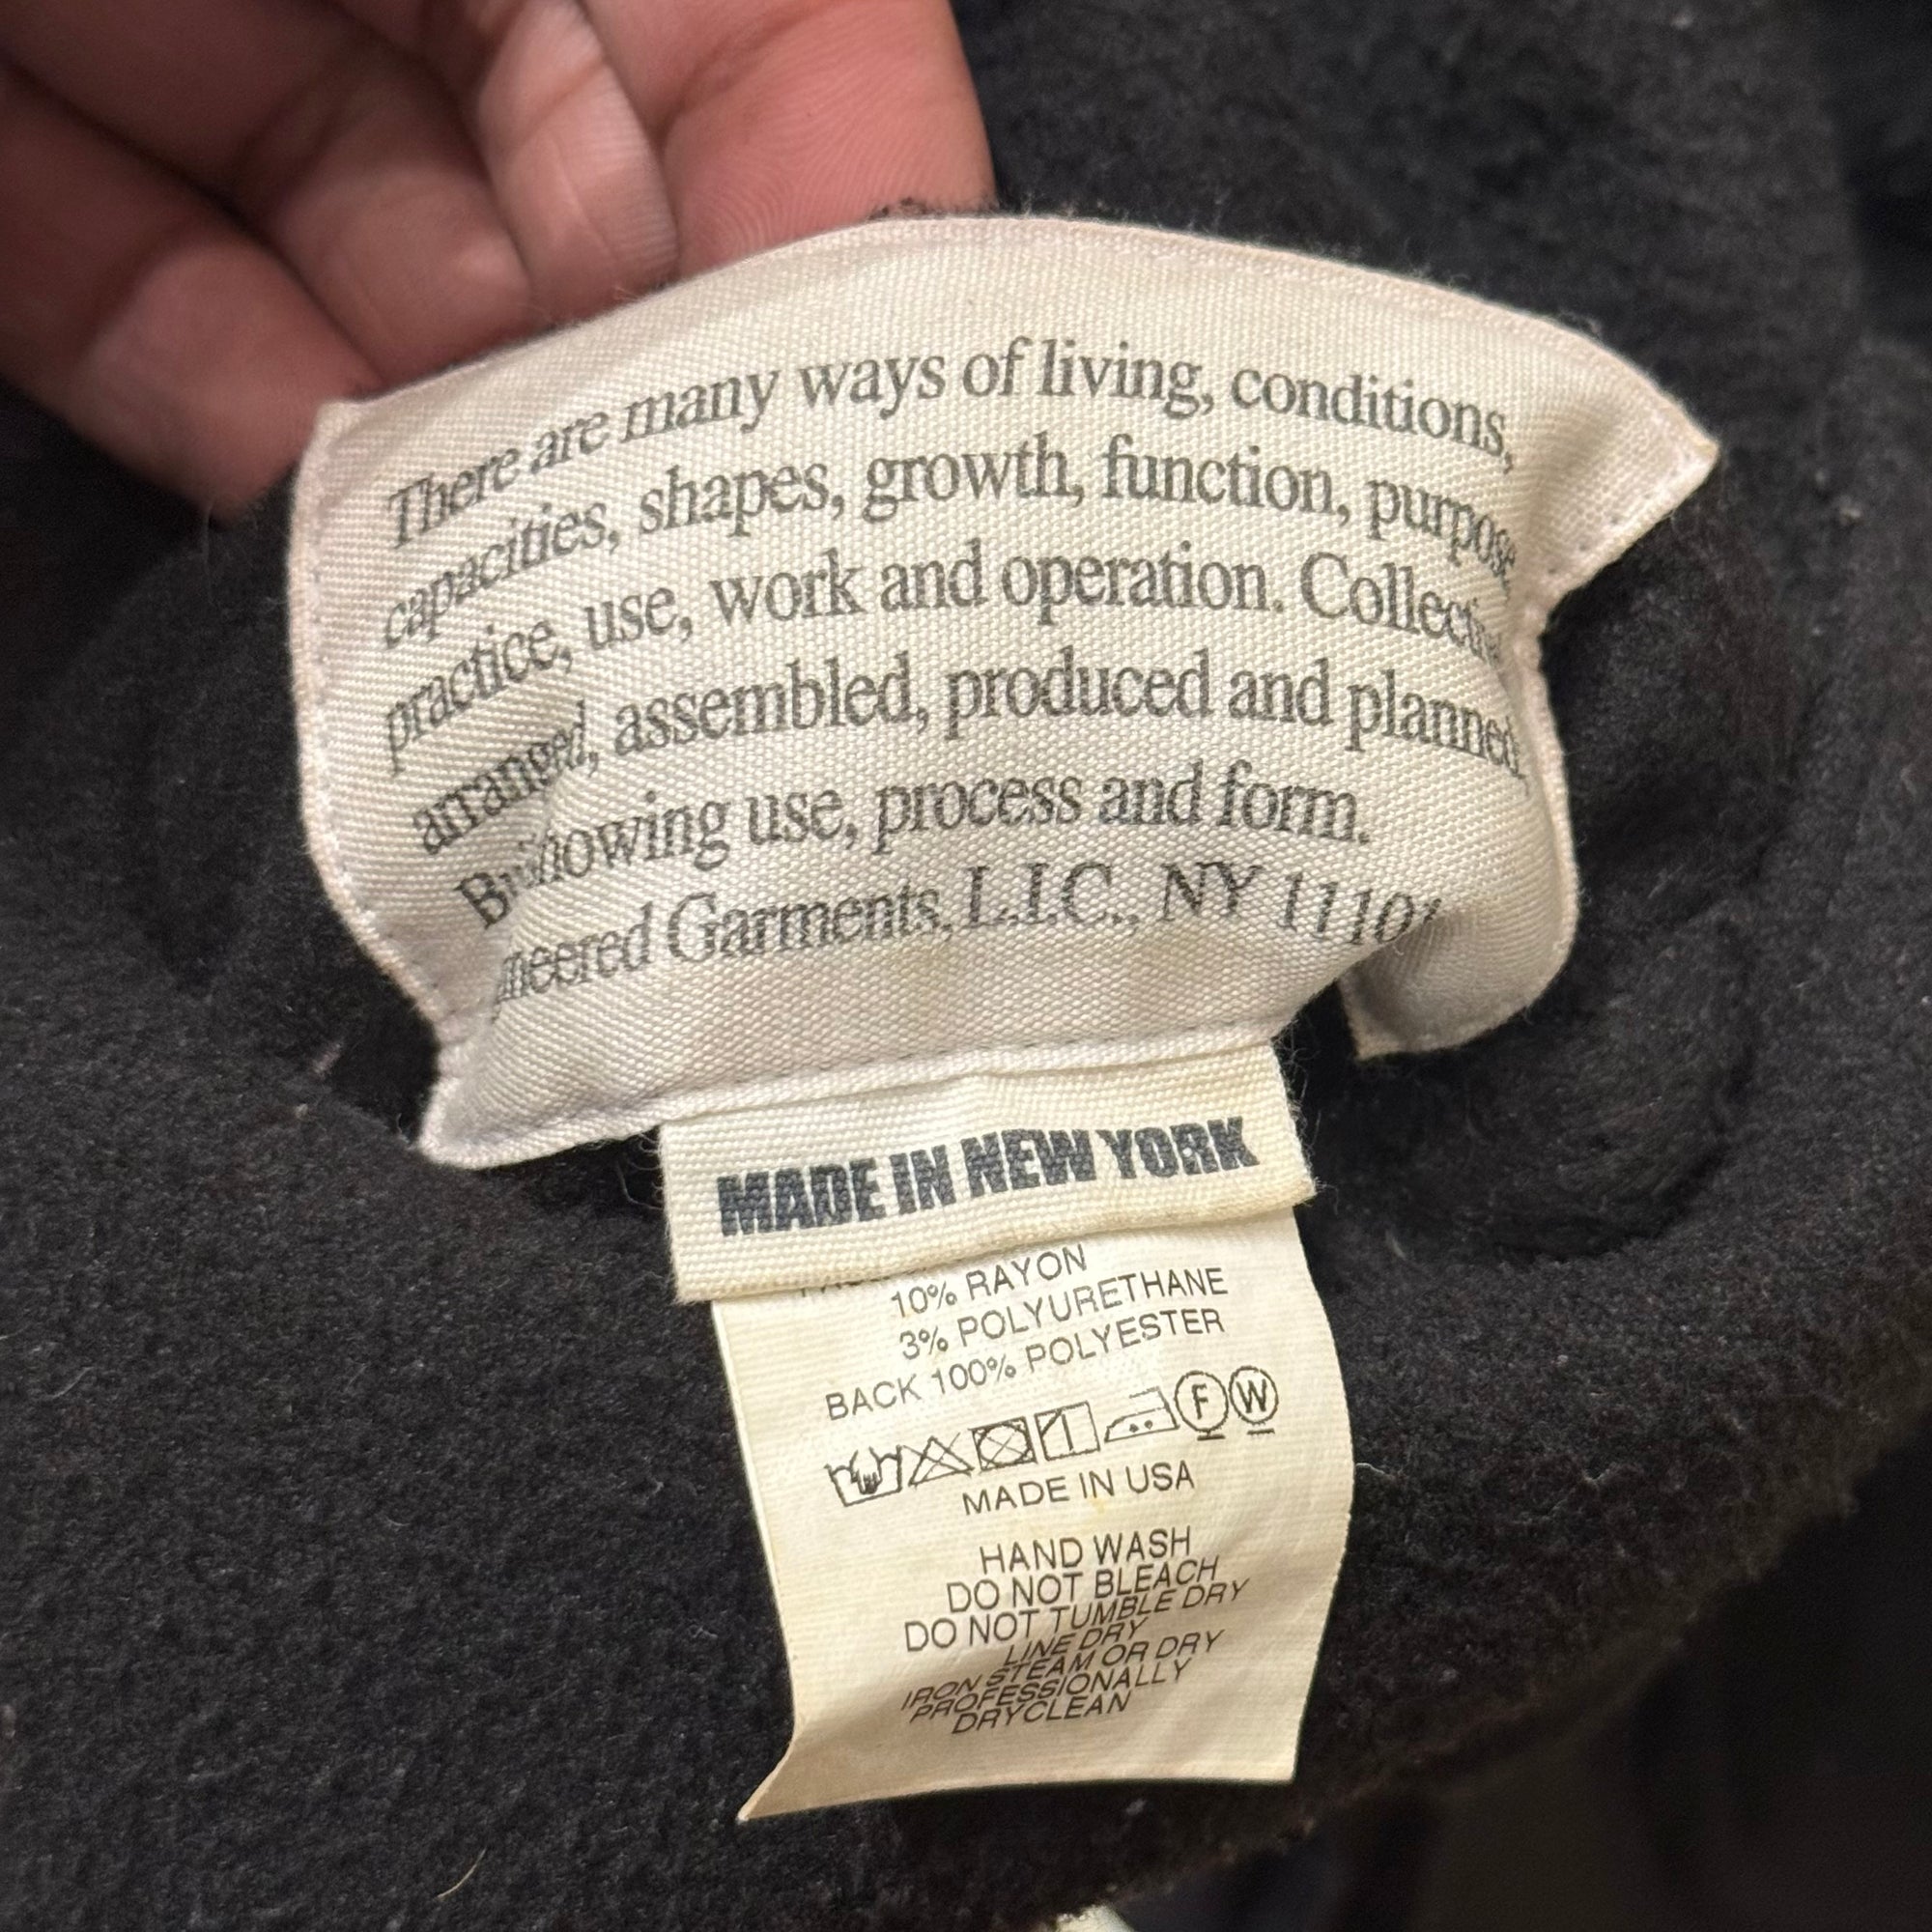 There are many ways of living, conditions,
capacities, shapes, growth, function, purpose
practice, use, work and operation.
arranged, assembled, produced and planned.
use, process and form.
Garments, L.I.C., NY 11101
MADE IN NEW YORK
10% RAYON
3% POLYURETHANE
BACK 100% POLYESTER
F W
MADE IN USA
HAND WASH
DO NOT BLEACH
DO NOT TUMBLE DRY
LINE DRY
IRON STEAM OR DRY
PROFESSIONALLY
DRYCLEAN